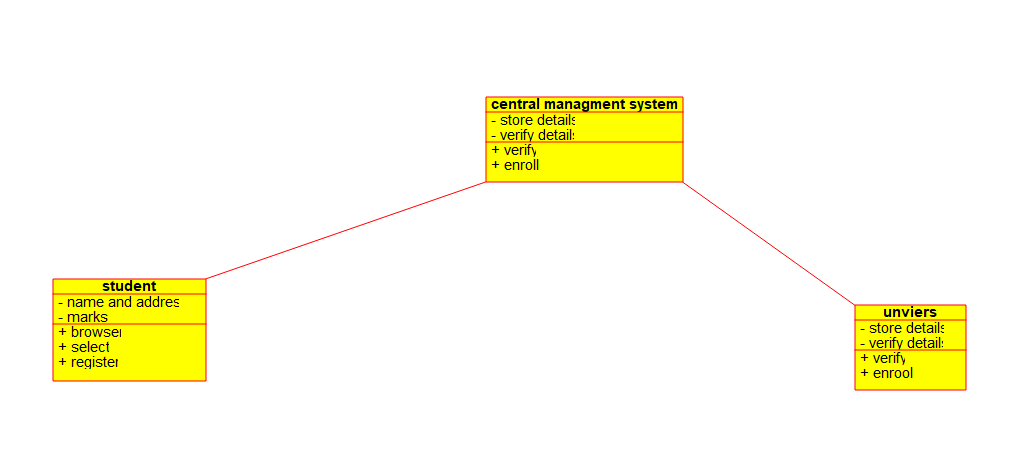 central managment system
- store details
- verify details
+ verify
+ enroll
student
- name and addres
- marks
+ browser
+ select
+ register
unviers
- store details
- verify details
+ verify
+ enrool